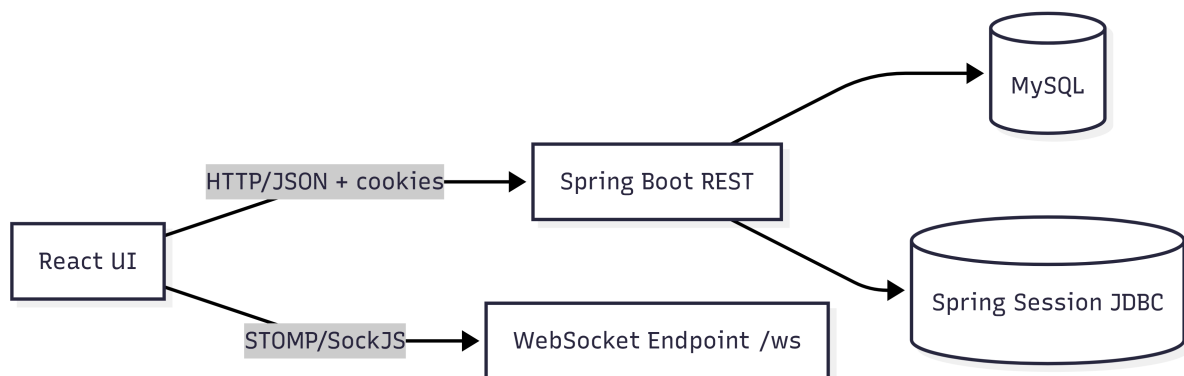 MySQL
HTTP/JSON + cookies
Spring Boot REST
React UI
Spring Session JDBC
STOMP/SockJS
WebSocket Endpoint /ws